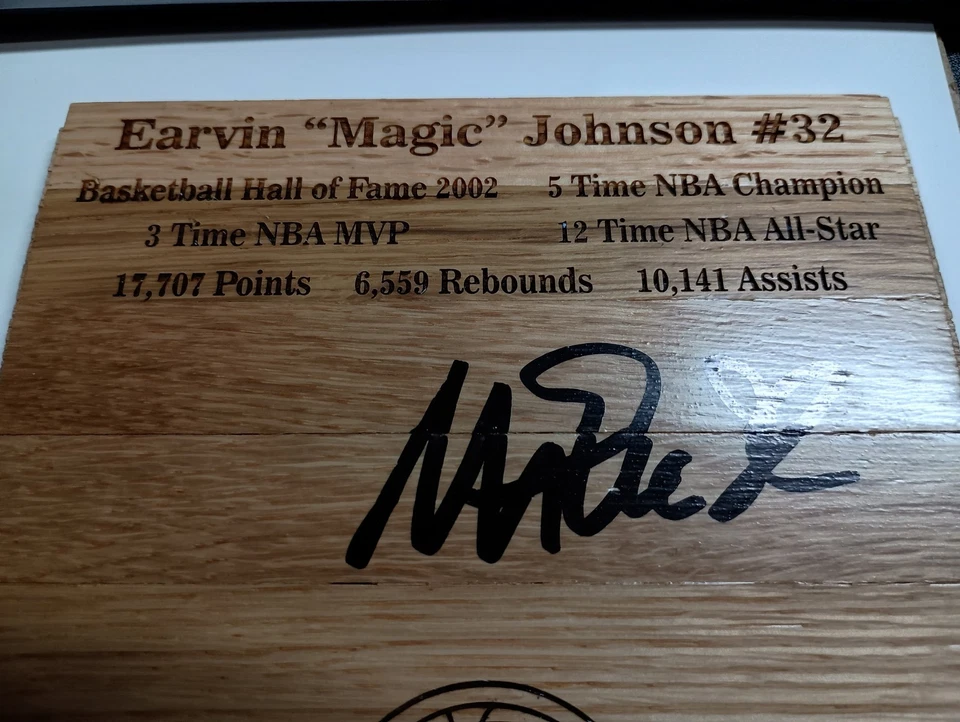 Earvin “Magic” Johnson #32
Basketball Hall of Fame 2002 5 Time NBA Champion
3 Time NBA MVP 12 Time NBA All-Star
17,707 Points 6,559 Rebounds 10,141 Assists